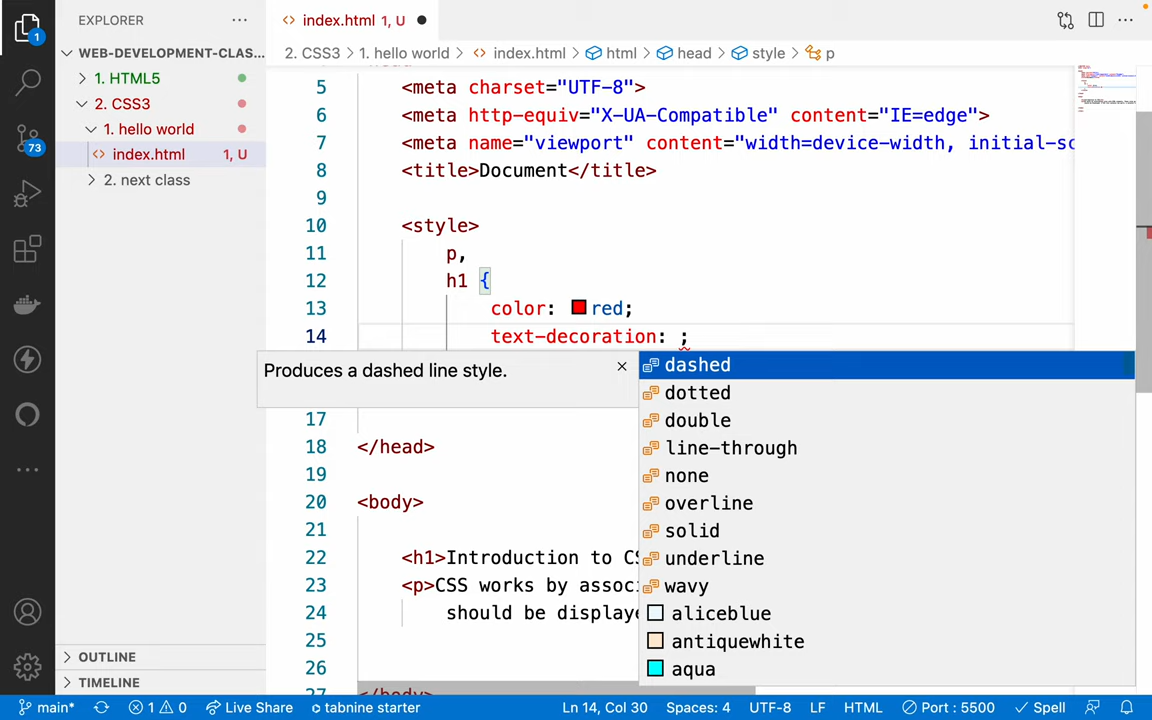 EXPLORER
WEB-DEVELOPMENT-CLAS...
1. HTML5
2. CSS3
1. hello world
<> index.html 1, U
2. next class
OUTLINE
TIMELINE
1
73
<> index.html 1, U
2. CSS3 > 1. hello world > <> index.html > html > head > style > p
5 <meta charset="UTF-8">
6 <meta http-equiv="X-UA-Compatible" content="IE=edge">
7 <meta name="viewport" content="width=device-width, initial-sc
8 <title>Document</title>
9
10 <style>
11 p,
12 h1 {
13 color: red;
14 text-decoration: ;
Produces a dashed line style. ×
dashed
dotted
double
line-through
none
overline
solid
underline
wavy
aliceblue
antiquewhite
aqua
17
18 </head>
19
20 <body>
21
22 <h1>Introduction to CS
23 <p>CSS works by associ
24 should be displaye
25
26
27 </body>
main* 1 0 Live Share tabnine starter Ln 14, Col 30 Spaces: 4 UTF-8 LF HTML Port : 5500 Spell